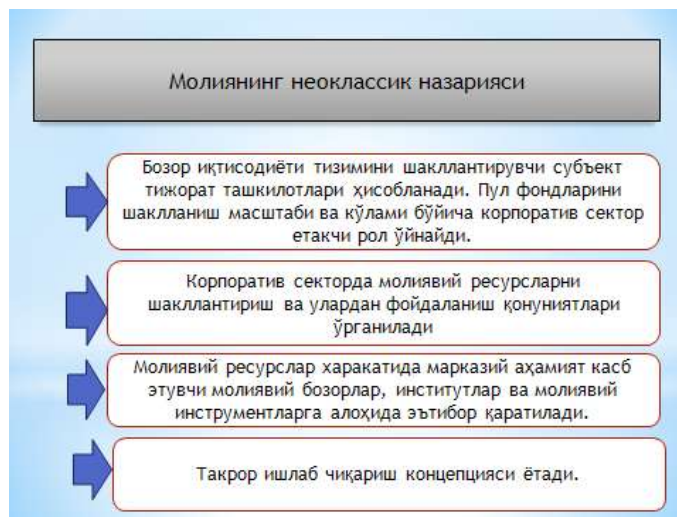 Молиянинг неоклассик назарияси
Бозор иқтисодиёти тизимини шакллантирувчи субъект
тижорат ташкилотлари ҳисобланади. Пул фондларини
шаклланиш масштаби ва кўлами бўйича корпоратив сектор
етакчи рол ўйнайди.
Корпоратив секторда молиявий ресурсларни
шакллантириш ва улардан фойдаланиш қонуниятлари
ўрганилади
Молиявий ресурслар харакатида марказий аҳамият касб
этувчи молиявий бозорлар, институтлар ва молиявий
инструментларга алоҳида эътибор қаратилади.
Такрор ишлаб чиқариш концепцияси ётади.